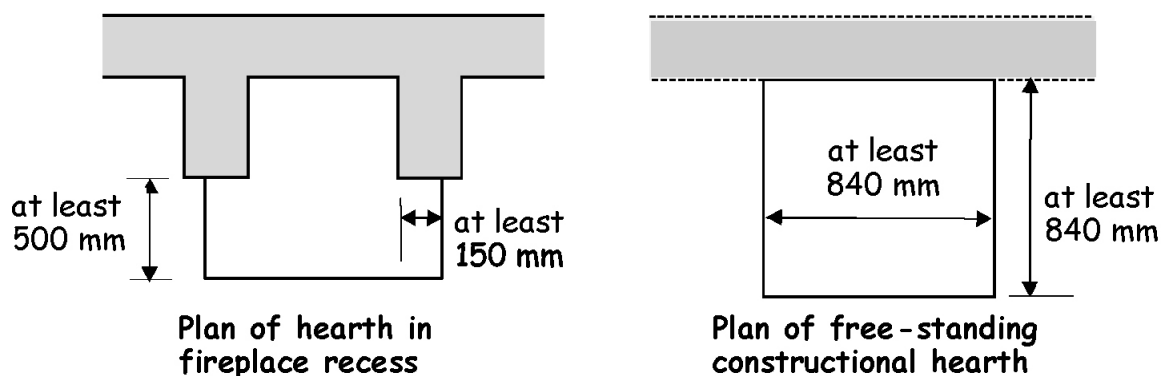 at least
500 mm
at least
150 mm
Plan of hearth in
fireplace recess
at least
840 mm
at least
840 mm
Plan of free-standing
constructional hearth